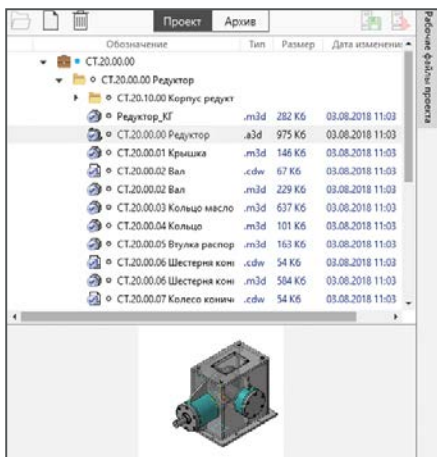 Проект Архив
Обозначение Тип Размер Дата изменени
СТ.20.00.00
СТ.20.00.00 Редуктор
СТ.20.10.00 Корпус редукт
Редуктор_КГ .m3d 282 Кб 03.08.2018 11:03
СТ.20.00.00 Редуктор .a3d 975 Кб 03.08.2018 11:03
СТ.20.00.01 Крышка .m3d 146 Кб 03.08.2018 11:03
СТ.20.00.02 Вал .cdw 67 Кб 03.08.2018 11:03
СТ.20.00.02 Вал .m3d 229 Кб 03.08.2018 11:03
СТ.20.00.03 Кольцо масло .m3d 637 Кб 03.08.2018 11:03
СТ.20.00.04 Кольцо .m3d 101 Кб 03.08.2018 11:03
СТ.20.00.05 Втулка распор .m3d 163 Кб 03.08.2018 11:03
СТ.20.00.06 Шестерня кони .cdw 54 Кб 03.08.2018 11:03
СТ.20.00.06 Шестерня кони .m3d 584 Кб 03.08.2018 11:03
СТ.20.00.07 Колесо кониче .cdw 54 Кб 03.08.2018 11:03
Рабочие файлы проекта